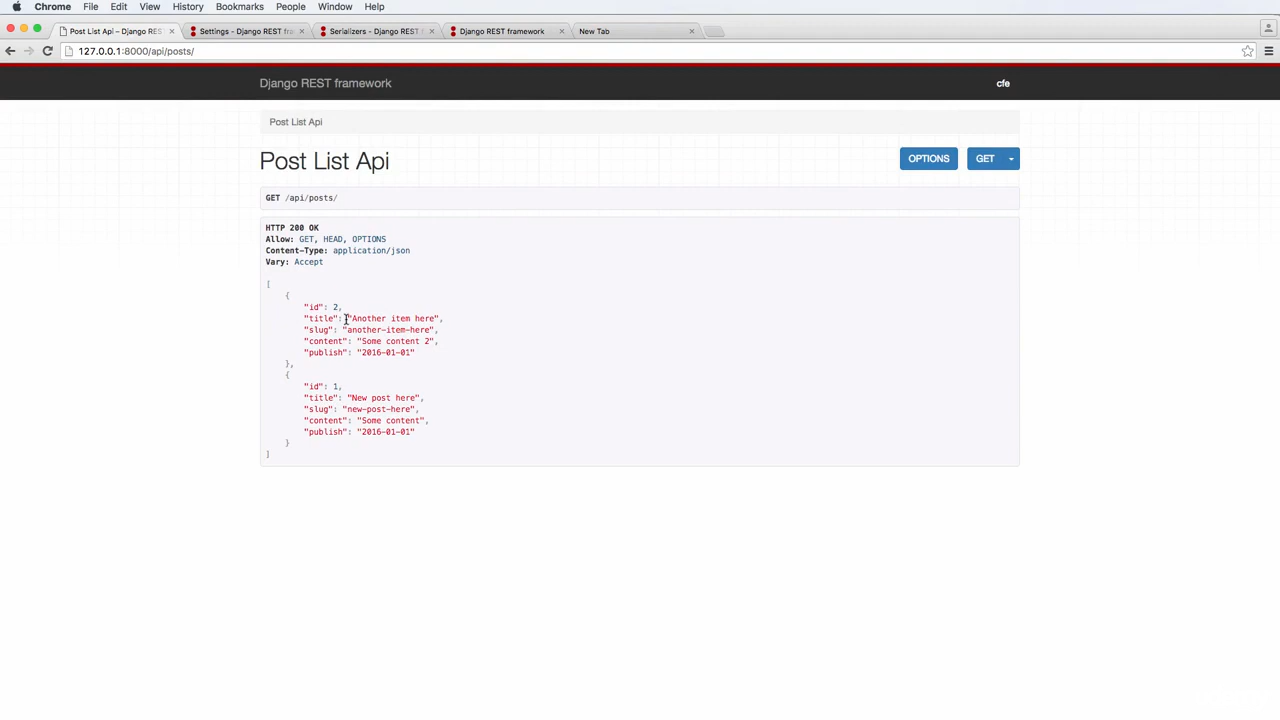 Chrome File Edit View History Bookmarks People Window Help
Post List Api – Django RES Settings - Django REST fra Serializers - Django REST f Django REST framework New Tab
127.0.0.1:8000/api/posts/
Django REST framework cfe
Post List Api
Post List Api OPTIONS GET
GET /api/posts/
HTTP 200 OK
Allow: GET, HEAD, OPTIONS
Content-Type: application/json
Vary: Accept
[
{
"id": 2,
"title": "Another item here",
"slug": "another-item-here",
"content": "Some content 2",
"publish": "2016-01-01"
},
{
"id": 1,
"title": "New post here",
"slug": "new-post-here",
"content": "Some content",
"publish": "2016-01-01"
}
]